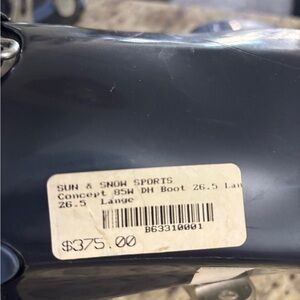 SUN & SNOW SPORTS
Concept 85W DH Boot 26.5 Lan
26.5 Lange
B63310001
$375.00